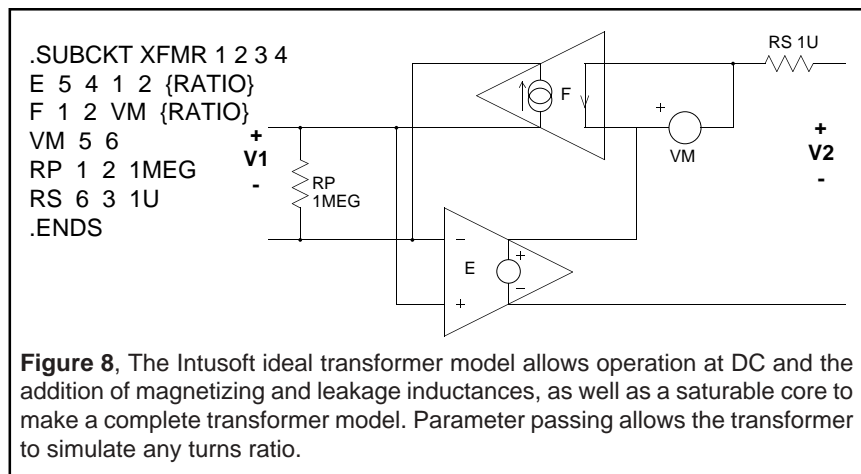 .SUBCKT XFMR 1 2 3 4
E 5 4 1 2 {RATIO}
F 1 2 VM {RATIO}
VM 5 6
RP 1 2 1MEG
RS 6 3 1U
.ENDS
+
V1
-
RP
1MEG
F
RS 1U
+
VM
+
V2
-
−
E
+
−
+
Figure 8, The Intusoft ideal transformer model allows operation at DC and the
addition of magnetizing and leakage inductances, as well as a saturable core to
make a complete transformer model. Parameter passing allows the transformer
to simulate any turns ratio.